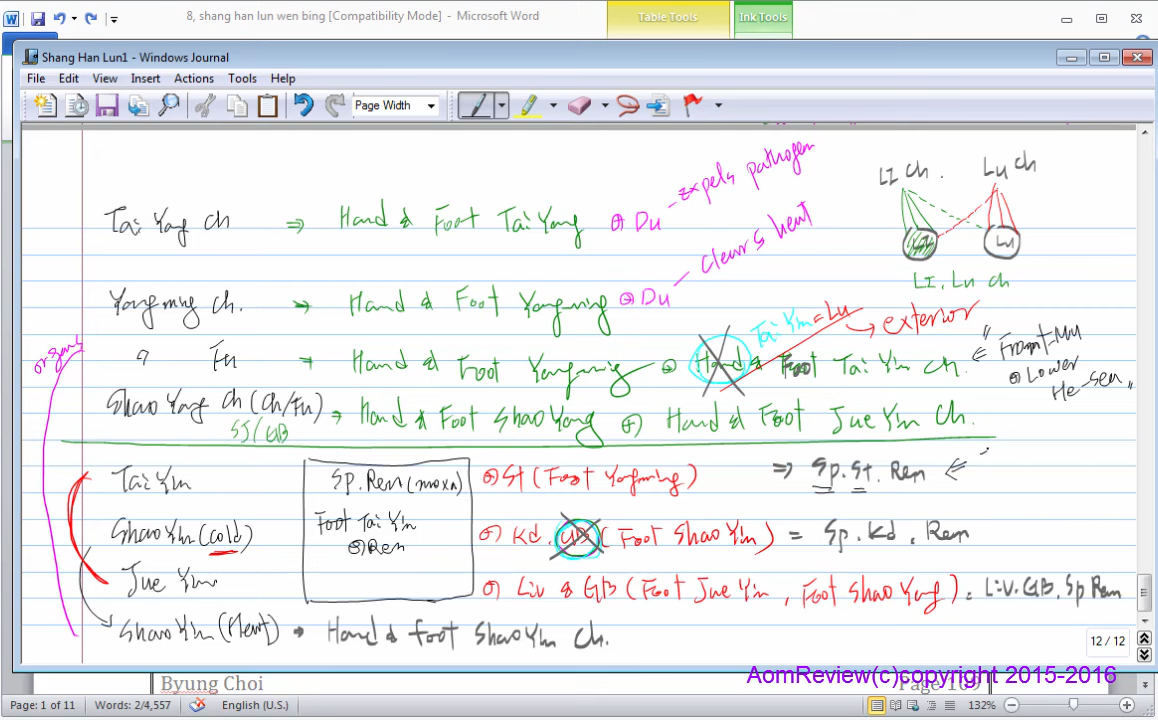 8, shang han lun wen bing [Compatibility Mode] - Microsoft Word
Table Tools
Ink Tools
Shang Han Lun1 - Windows Journal
File Edit View Insert Actions Tools Help
Page Width
LI ch. Lu ch
Tai Yang ch ⇒ Hand & Foot Tai Yang ⊕ Du - expels pathogen
LI Lu
LI, Lu ch
Yangming ch. → Hand & Foot Yangming ⊕ Du clears heat
Tai Yin = Lu → exterior
organs
" Fu → Hand & Foot Yangming ⊕ Hand & Foot Tai Yin ch. ⇐ "Front-Mu ⊕ Lower He-sea"
Shao Yang ch (Ch/Fu) → Hand & Foot Shao Yang ⊕ Hand & Foot Jue Yin Ch.
SJ/GB
Tai Yin Sp. Ren (moxa) ⊕ St (Foot Yangming) ⇒ Sp. St. Ren ⇐
Foot Tai Yin
Shao Yin (cold) ⊕ Ren ⊕ Kd. UB (Foot Shao Yin) = Sp. Kd, Ren
Jue Yin ⊕ Liv & GB (Foot Jue Yin, Foot Shao Yang) = Liv. GB. Sp Ren
Shao Yin (Heat) → Hand & Foot Shao Yin Ch.
12 / 12
AomReview(c)copyright 2015-2016
Byung Choi
Page: 1 of 11 Words: 2/4,557 English (U.S.) 132%